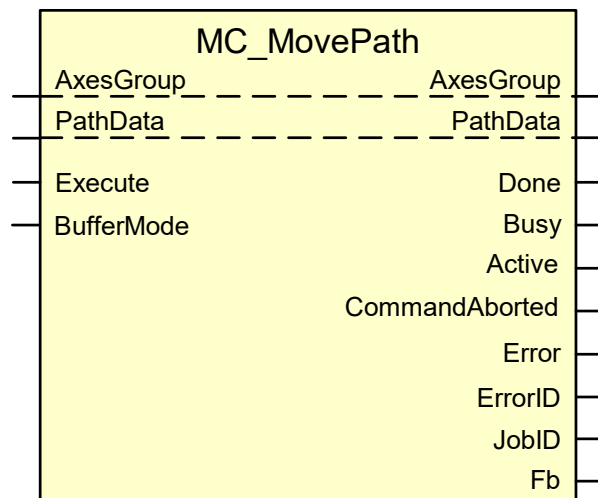 MC_MovePath
AxesGroup AxesGroup
PathData PathData
Execute Done
BufferMode Busy
Active
CommandAborted
Error
ErrorID
JobID
Fb